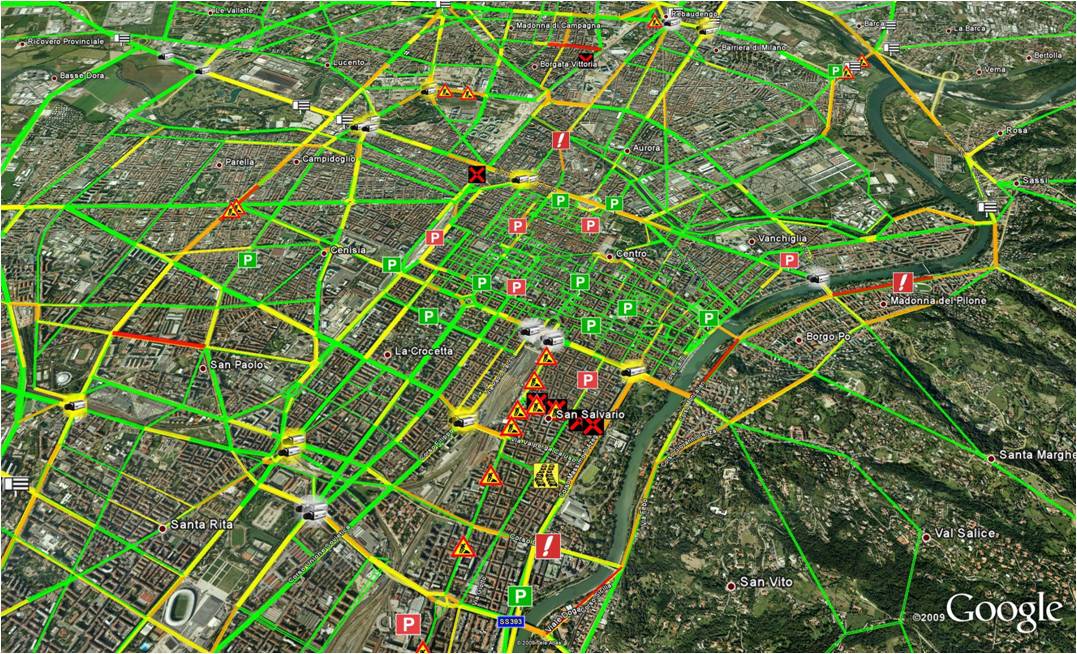 Le Vallette
Rebaudengo
Madonna di Campagna
Barca
La Barca
Ricovero Provinciale
Barriera di Milano
Bertolla
Lucento
Borgata Vittoria
Verna
Basse Dora
Rosa
Aurora
Parella
Campidoglio
Sassi
P
Vanchiglia
Cenisia
Centro
Madonna del Pilone
Borgo Po
La Crocetta
San Paolo
San Salvario
Santa Marghe
Santa Rita
Val Salice
San Vito
SS393
©2009 Google